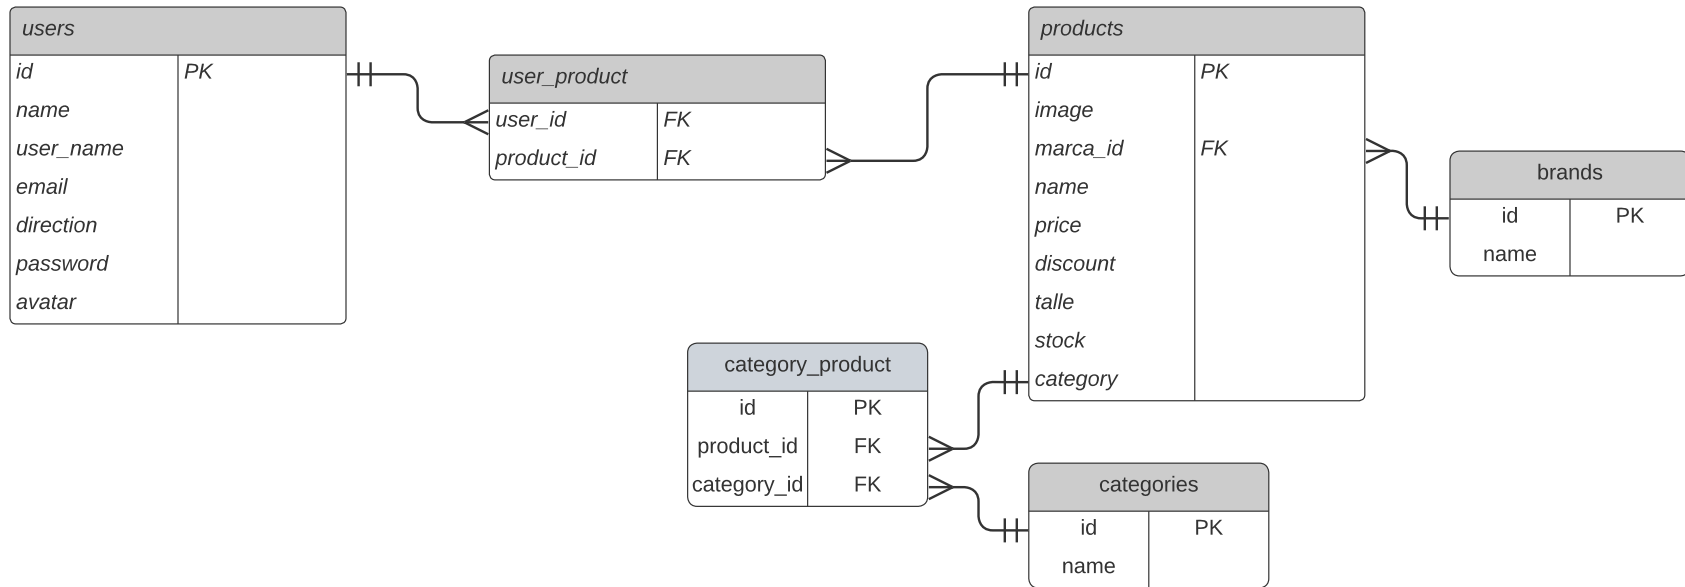 users
id PK
name
user_name
email
direction
password
avatar
user_product
user_id FK
product_id FK
products
id PK
image
marca_id FK
name
price
discount
talle
stock
category
brands
id PK
name
category_product
id PK
product_id FK
category_id FK
categories
id PK
name